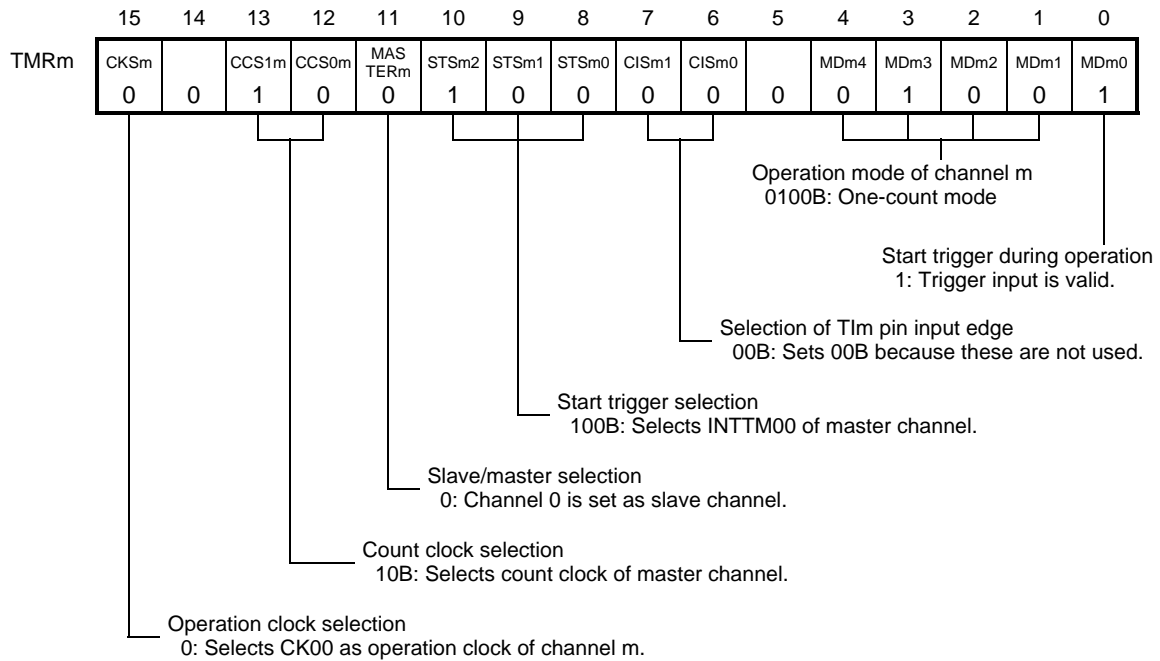 15 14 13 12 11 10 9 8 7 6 5 4 3 2 1 0
TMRm CKSm CCS1m CCS0m MAS TERm STSm2 STSm1 STSm0 CISm1 CISm0 MDm4 MDm3 MDm2 MDm1 MDm0
0 0 1 0 0 1 0 0 0 0 0 0 1 0 0 1
Operation mode of channel m
0100B: One-count mode
Start trigger during operation
1: Trigger input is valid.
Selection of TIm pin input edge
00B: Sets 00B because these are not used.
Start trigger selection
100B: Selects INTTM00 of master channel.
Slave/master selection
0: Channel 0 is set as slave channel.
Count clock selection
10B: Selects count clock of master channel.
Operation clock selection
0: Selects CK00 as operation clock of channel m.